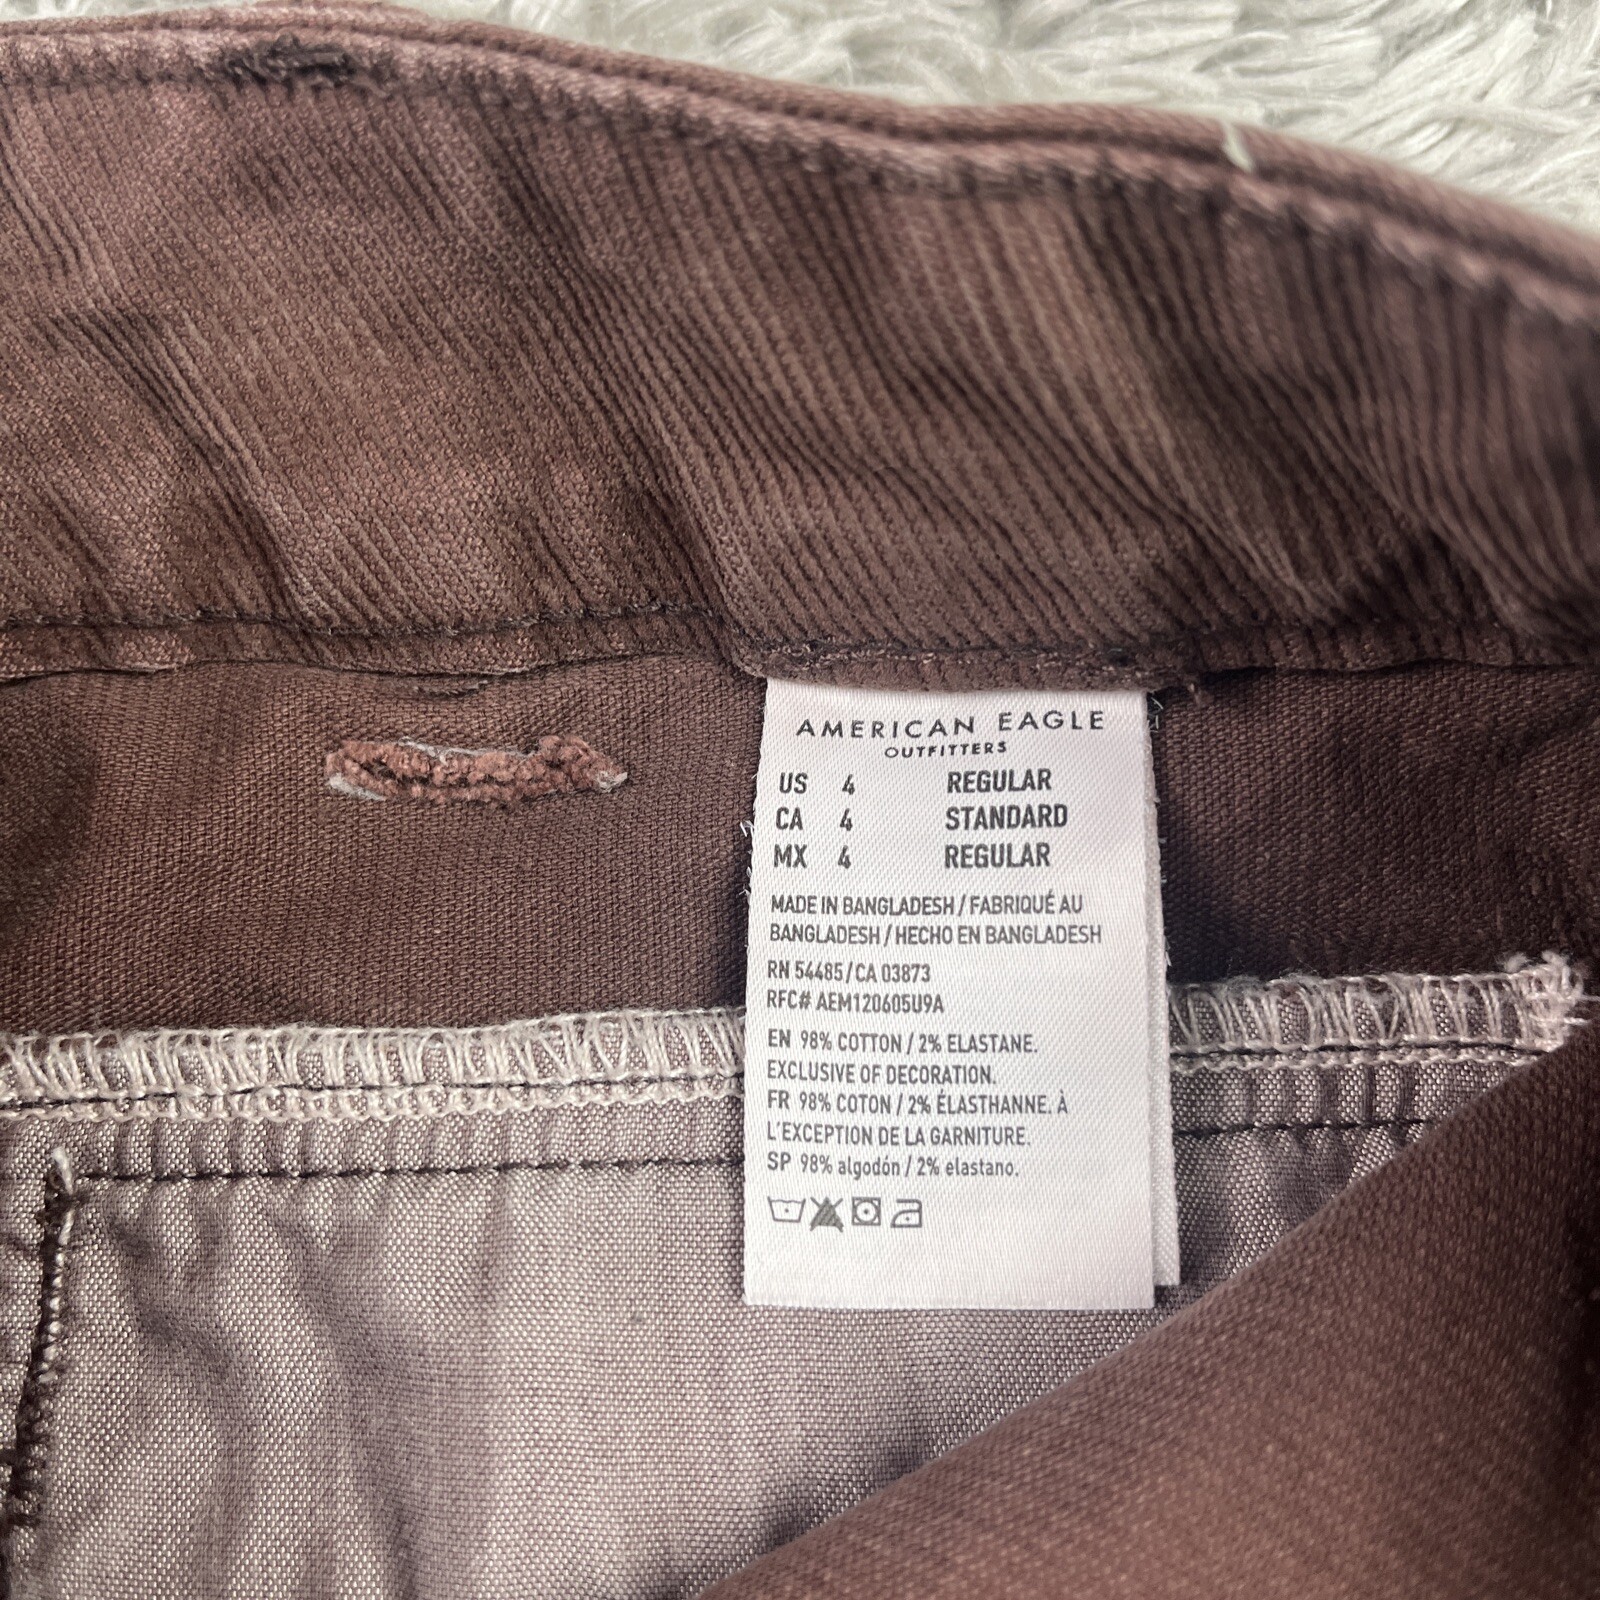 AMERICAN EAGLE
OUTFITTERS
US 4 REGULAR
CA 4 STANDARD
MX 4 REGULAR
MADE IN BANGLADESH / FABRIQUÉ AU
BANGLADESH / HECHO EN BANGLADESH
RN 54485 / CA 03873
RFC# AEM120605U9A
EN 98% COTTON / 2% ELASTANE.
EXCLUSIVE OF DECORATION.
FR 98% COTON / 2% ÉLASTHANNE. À
L'EXCEPTION DE LA GARNITURE.
SP 98% algodón / 2% elastano.